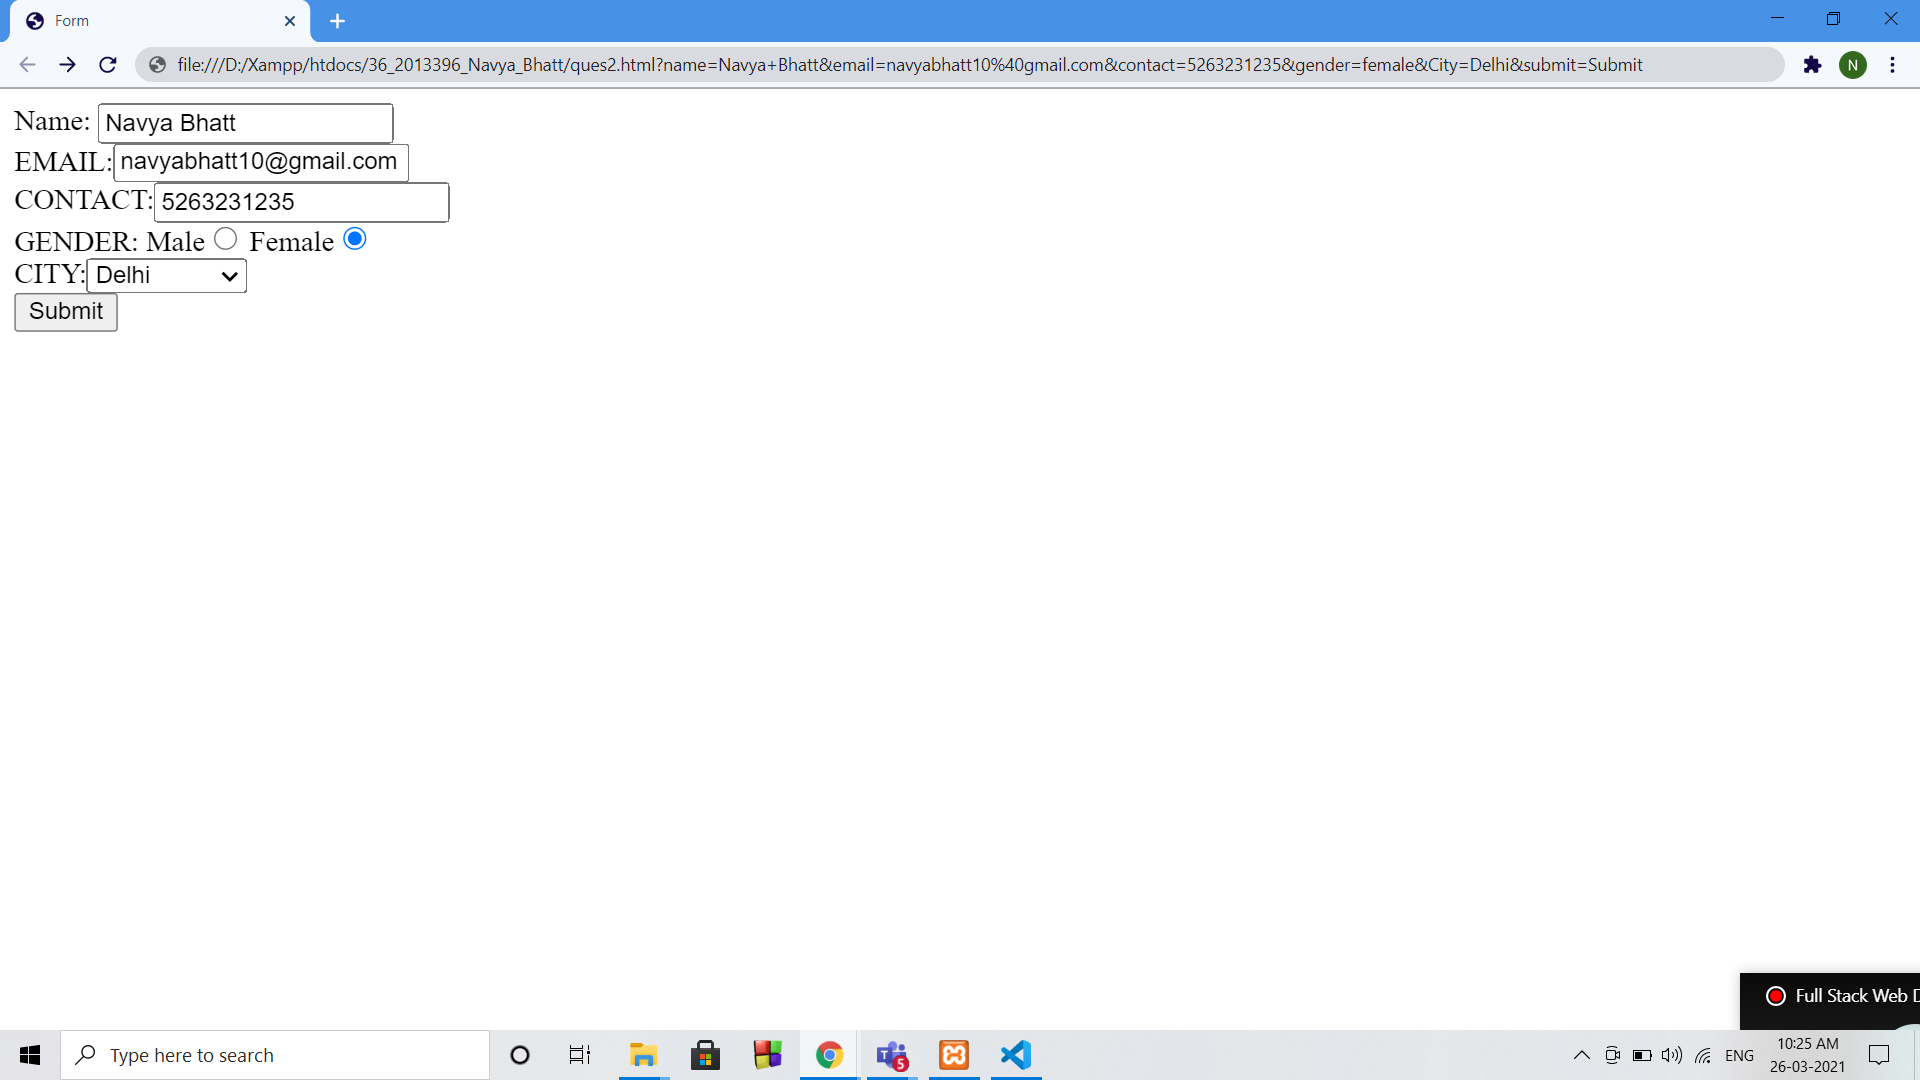 Form
file:///D:/Xampp/htdocs/36_2013396_Navya_Bhatt/ques2.html?name=Navya+Bhatt&email=navyabhatt10%40gmail.com&contact=5263231235&gender=female&City=Delhi&submit=Submit
N
Name: Navya Bhatt
EMAIL: navyabhatt10@gmail.com
CONTACT: 5263231235
GENDER: Male Female
CITY: Delhi
Submit
Full Stack Web D
Type here to search
5
ENG
10:25 AM
26-03-2021